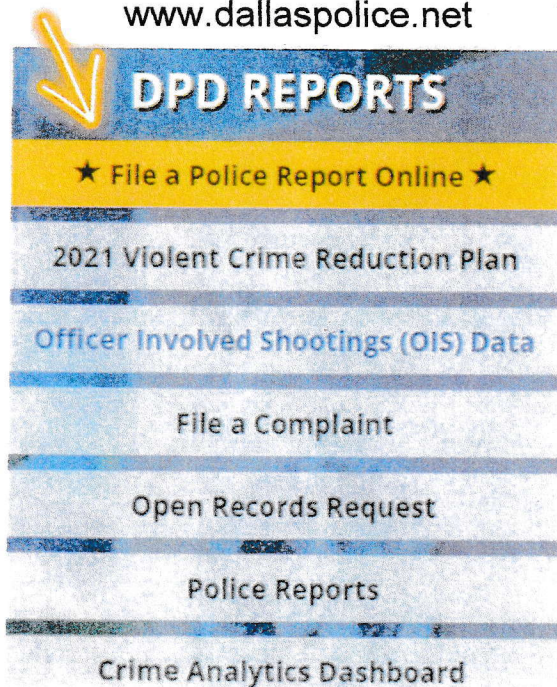 www.dallaspolice.net
DPD REPORTS
★ File a Police Report Online ★
2021 Violent Crime Reduction Plan
Officer Involved Shootings (OIS) Data
File a Complaint
Open Records Request
Police Reports
Crime Analytics Dashboard